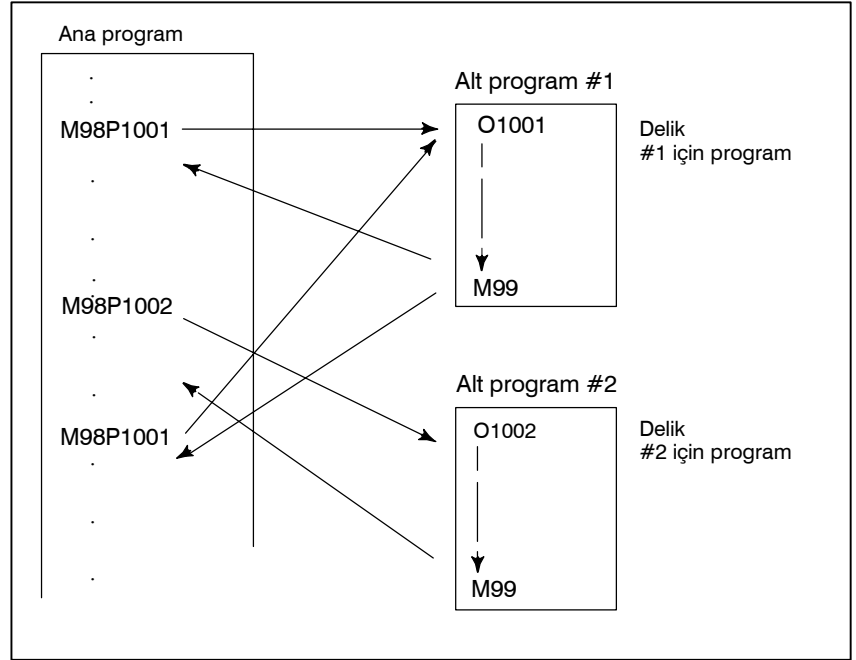 Ana program
M98P1001
M98P1002
M98P1001
Alt program #1
O1001
M99
Delik
#1 için program
Alt program #2
O1002
M99
Delik
#2 için program